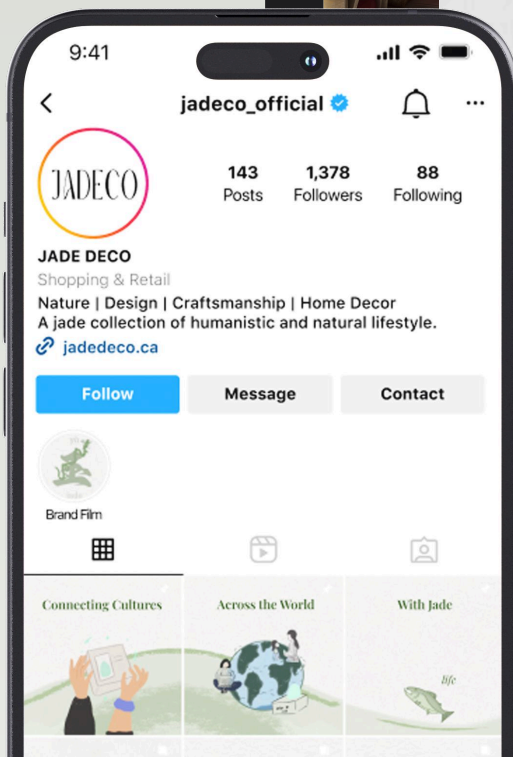 9:41
jadeco_official
143
1,378
88
Posts
Followers
Following
JADECO
JADE DECO
Shopping & Retail
Nature | Design | Craftsmanship | Home Decor
A jade collection of humanistic and natural lifestyle.
jadedeco.ca
Follow
Message
Contact
Brand Film
Connecting Cultures
Across the World
With Jade
life